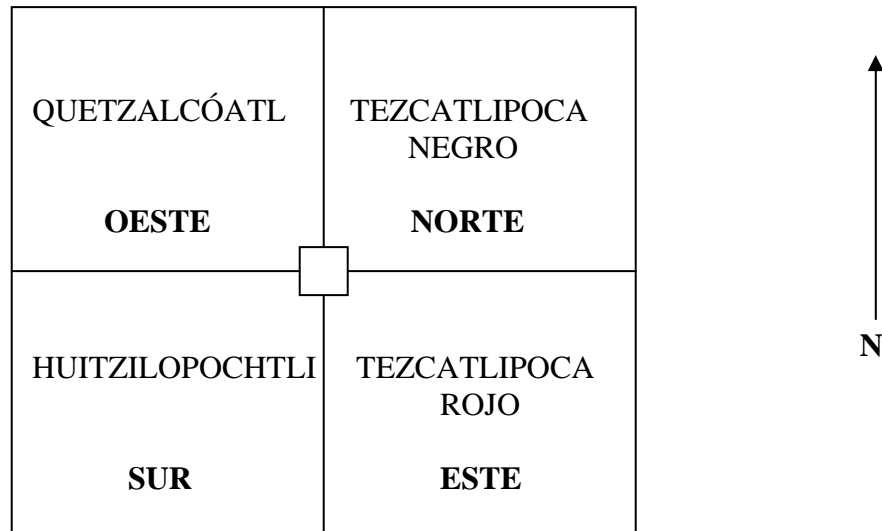 QUETZALCÓATL
OESTE
TEZCATLIPOCA
NEGRO
NORTE
HUITZILOPOCHTLI
SUR
TEZCATLIPOCA
ROJO
ESTE
N